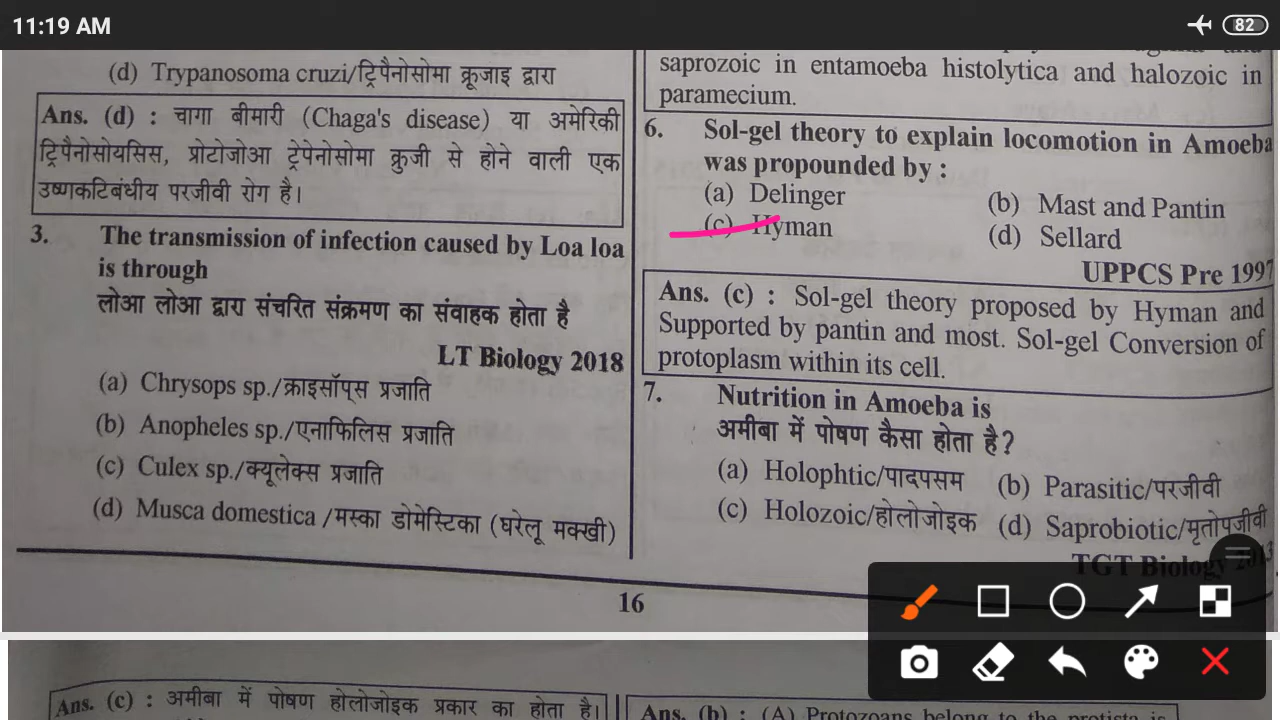 11:19 AM
82
(d) Trypanosoma cruzi/ट्रिपैनोसोमा क्रूजाइ द्वारा
Ans. (d) : चागा बीमारी (Chaga's disease) या अमेरिकी
ट्रिपैनोसोयसिस, प्रोटोजोआ ट्रेपेनोसोमा क्रुजी से होने वाली एक
उष्णकटिबंधीय परजीवी रोग है।
3. The transmission of infection caused by Loa loa
is through
लोआ लोआ द्वारा संचरित संक्रमण का संवाहक होता है
LT Biology 2018
(a) Chrysops sp./क्राइसॉप्स प्रजाति
(b) Anopheles sp./एनाफिलिस प्रजाति
(c) Culex sp./क्यूलेक्स प्रजाति
(d) Musca domestica /मस्का डोमेस्टिका (घरेलू मक्खी)
saprozoic in entamoeba histolytica and halozoic in
paramecium.
6. Sol-gel theory to explain locomotion in Amoeba
was propounded by :
(a) Delinger (b) Mast and Pantin
(c) Hyman (d) Sellard
UPPCS Pre 1997
Ans. (c) : Sol-gel theory proposed by Hyman and
Supported by pantin and most. Sol-gel Conversion of
protoplasm within its cell.
7. Nutrition in Amoeba is
अमीबा में पोषण कैसा होता है?
(a) Holophtic/पादपसम (b) Parasitic/परजीवी
(c) Holozoic/होलोजोइक (d) Saprobiotic/मृतोपजीवी
TGT Biology 2013
16
Ans. (c) : अमीबा में पोषण होलोजोइक प्रकार का होता है।
Ans. (b) : (A) Protozoans belong to the protista is